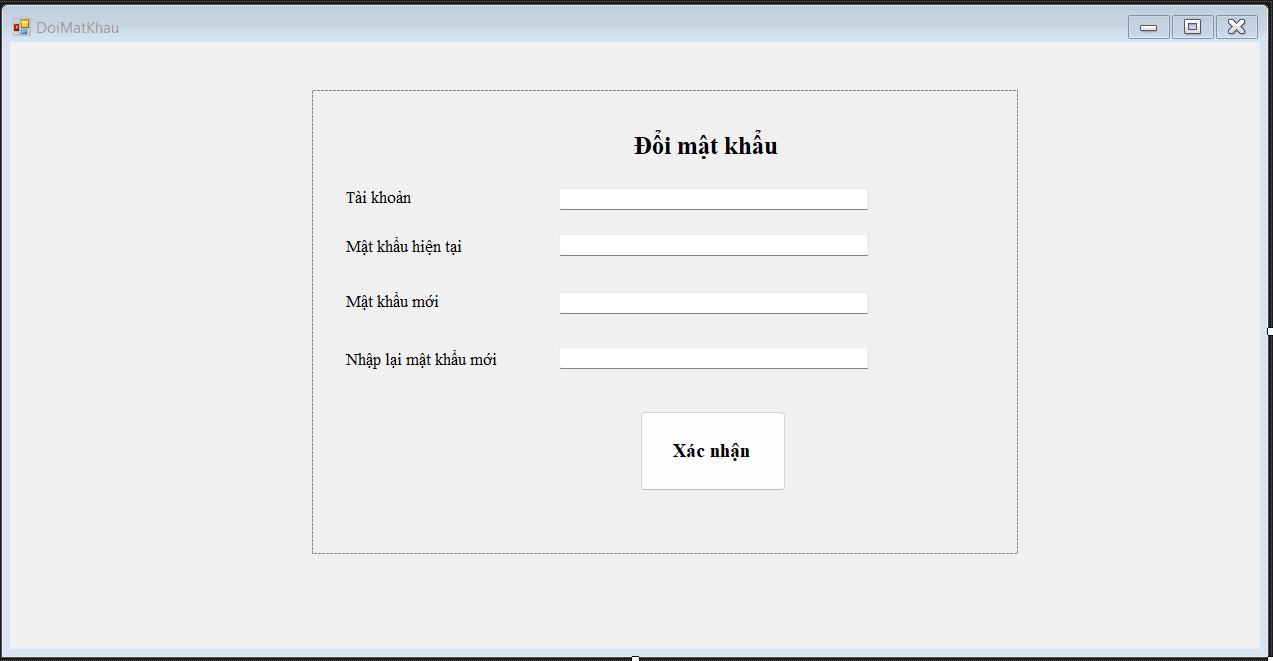 DoiMatKhau
Đổi mật khẩu
Tài khoản
Mật khẩu hiện tại
Mật khẩu mới
Nhập lại mật khẩu mới
Xác nhận